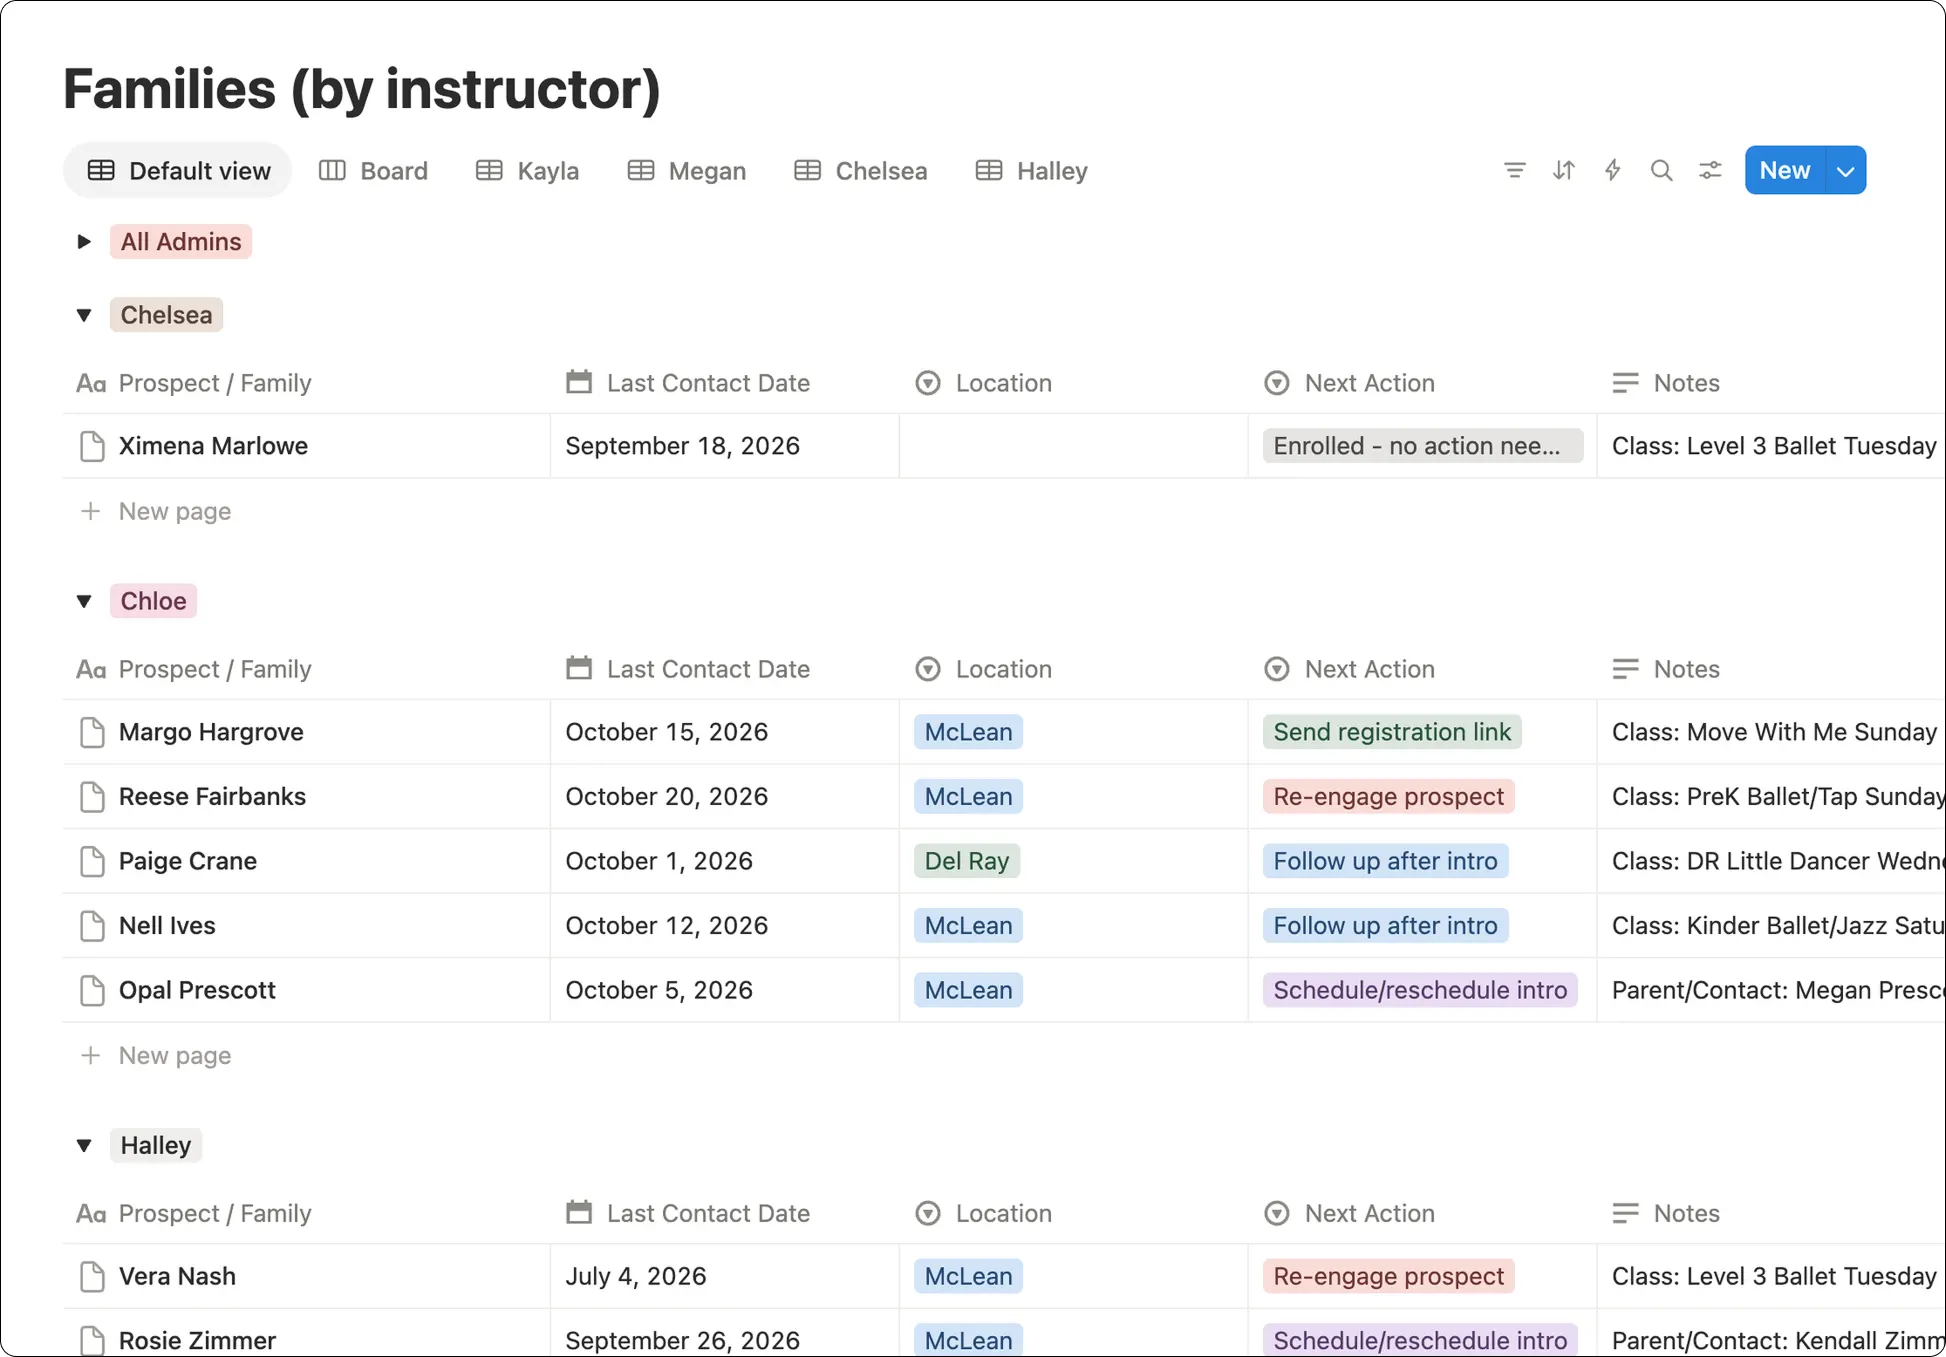 Families (by instructor)
Default view Board Kayla Megan Chelsea Halley New
All Admins
Chelsea
Aa Prospect / Family Last Contact Date Location Next Action Notes
Ximena Marlowe September 18, 2026 Enrolled - no action nee... Class: Level 3 Ballet Tuesday
+ New page
Chloe
Aa Prospect / Family Last Contact Date Location Next Action Notes
Margo Hargrove October 15, 2026 McLean Send registration link Class: Move With Me Sunday
Reese Fairbanks October 20, 2026 McLean Re-engage prospect Class: PreK Ballet/Tap Sunday
Paige Crane October 1, 2026 Del Ray Follow up after intro Class: DR Little Dancer Wedn
Nell Ives October 12, 2026 McLean Follow up after intro Class: Kinder Ballet/Jazz Satu
Opal Prescott October 5, 2026 McLean Schedule/reschedule intro Parent/Contact: Megan Presc
+ New page
Halley
Aa Prospect / Family Last Contact Date Location Next Action Notes
Vera Nash July 4, 2026 McLean Re-engage prospect Class: Level 3 Ballet Tuesday
Rosie Zimmer September 26, 2026 McLean Schedule/reschedule intro Parent/Contact: Kendall Zimm